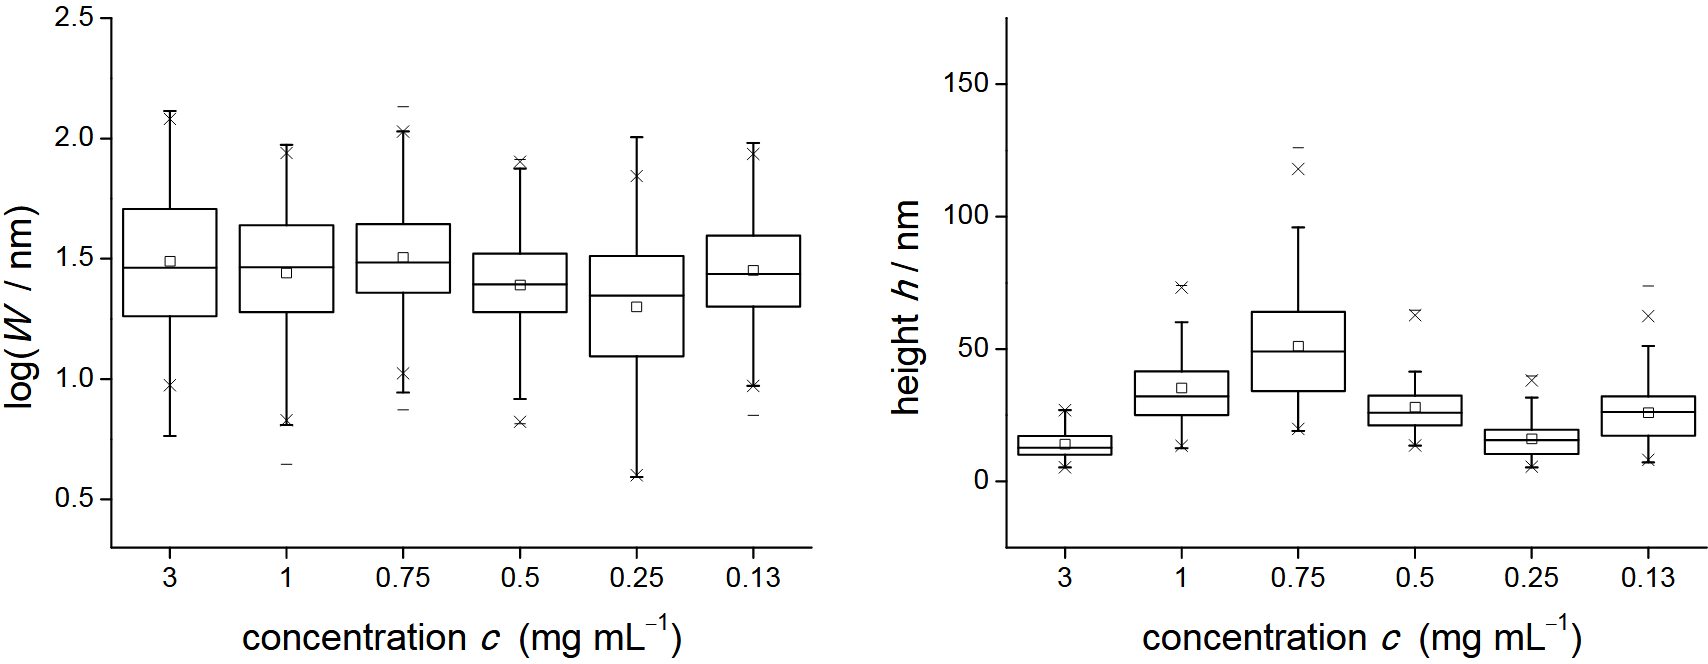 log(W / nm)
2.5
2.0
1.5
1.0
0.5
3 1 0.75 0.5 0.25 0.13
concentration c (mg mL⁻¹)
height h / nm
150
100
50
0
3 1 0.75 0.5 0.25 0.13
concentration c (mg mL⁻¹)